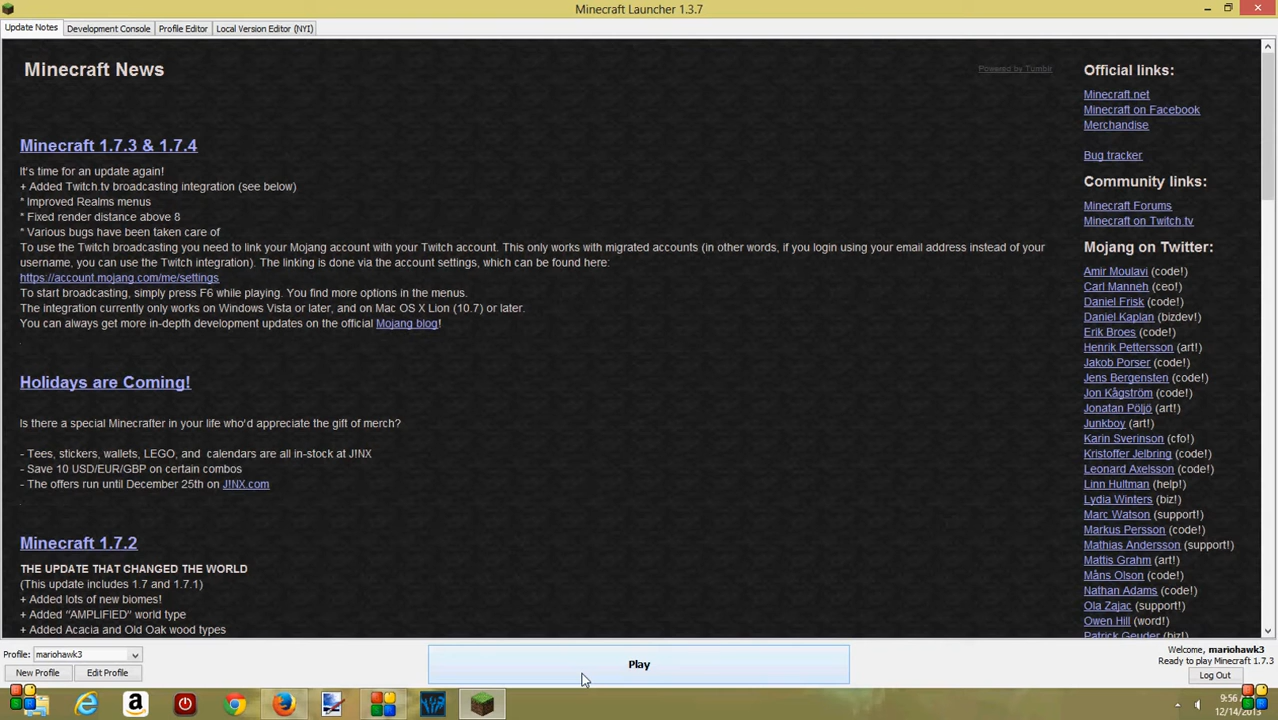 Minecraft Launcher 1.3.7
Update Notes
Development Console
Profile Editor
Local Version Editor (NYI)
Minecraft News
Powered by Tumblr
Minecraft 1.7.3 & 1.7.4
It's time for an update again!
+ Added Twitch.tv broadcasting integration (see below)
* Improved Realms menus
* Fixed render distance above 8
* Various bugs have been taken care of
To use the Twitch broadcasting you need to link your Mojang account with your Twitch account. This only works with migrated accounts (in other words, if you login using your email address instead of your
username, you can use the Twitch integration). The linking is done via the account settings, which can be found here:
https://account.mojang.com/me/settings
To start broadcasting, simply press F6 while playing. You find more options in the menus.
The integration currently only works on Windows Vista or later, and on Mac OS X Lion (10.7) or later.
You can always get more in-depth development updates on the official Mojang blog!
Holidays are Coming!
Is there a special Minecrafter in your life who'd appreciate the gift of merch?
- Tees, stickers, wallets, LEGO, and calendars are all in-stock at J!NX
- Save 10 USD/EUR/GBP on certain combos
- The offers run until December 25th on J!NX.com
Minecraft 1.7.2
THE UPDATE THAT CHANGED THE WORLD
(This update includes 1.7 and 1.7.1)
+ Added lots of new biomes!
+ Added "AMPLIFIED" world type
+ Added Acacia and Old Oak wood types
Official links:
Minecraft.net
Minecraft on Facebook
Merchandise
Bug tracker
Community links:
Minecraft Forums
Minecraft on Twitch.tv
Mojang on Twitter:
Amir Moulavi (code!)
Carl Manneh (ceo!)
Daniel Frisk (code!)
Daniel Kaplan (bizdev!)
Erik Broes (code!)
Henrik Pettersson (art!)
Jakob Porser (code!)
Jens Bergensten (code!)
Jon Kågström (code!)
Jonatan Pöljö (art!)
Junkboy (art!)
Karin Sverinson (cfo!)
Kristoffer Jelbring (code!)
Leonard Axelsson (code!)
Linn Hultman (help!)
Lydia Winters (biz!)
Marc Watson (support!)
Markus Persson (code!)
Mathias Andersson (support!)
Mattis Grahm (art!)
Måns Olson (code!)
Nathan Adams (code!)
Ola Zajac (support!)
Owen Hill (word!)
Patrick Geuder (biz!)
Profile: mariohawk3
New Profile
Edit Profile
Play
Welcome, mariohawk3
Ready to play Minecraft 1.7.3
Log Out
9:56
12/14/2013